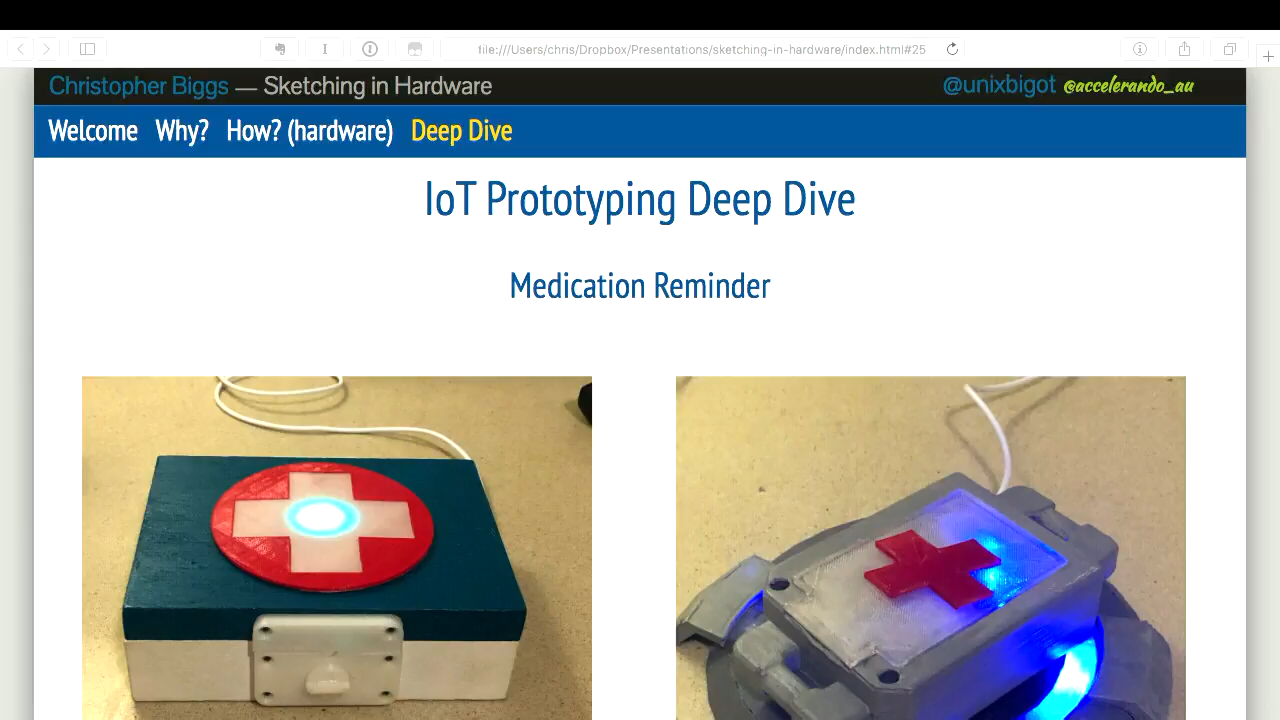 file:///Users/chris/Dropbox/Presentations/sketching-in-hardware/index.html#25
Christopher Biggs — Sketching in Hardware
@unixbigot @accelerando_au
Welcome Why? How? (hardware) Deep Dive
IoT Prototyping Deep Dive
Medication Reminder